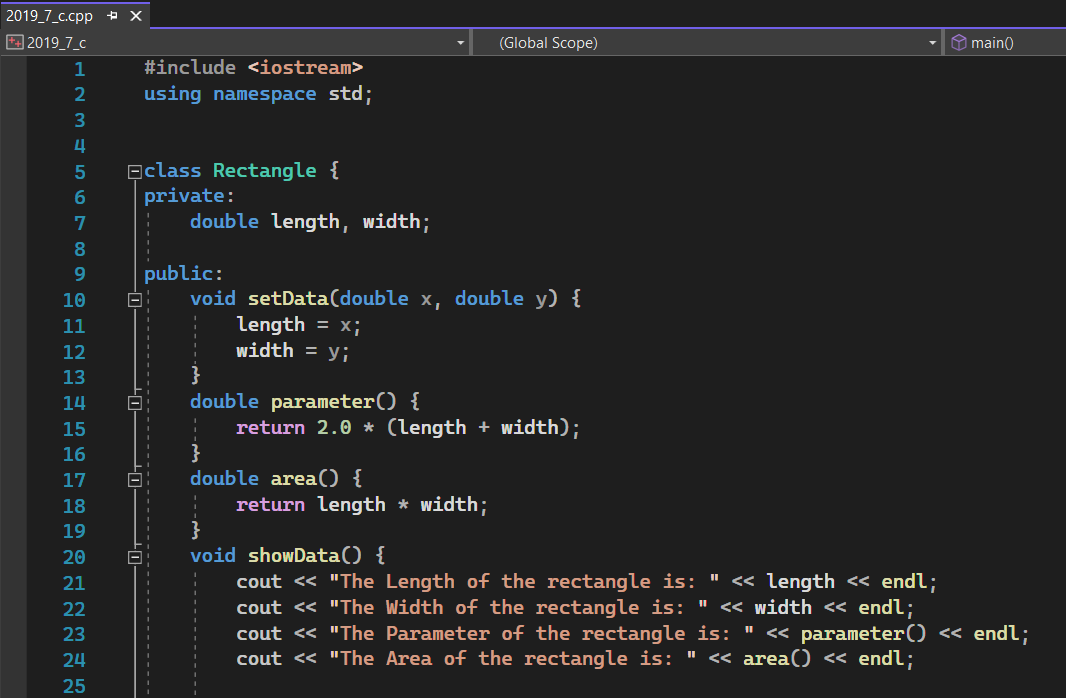 2019_7_c.cpp
2019_7_c (Global Scope) main()
1 #include <iostream>
2 using namespace std;
3
4
5 class Rectangle {
6 private:
7 double length, width;
8
9 public:
10 void setData(double x, double y) {
11 length = x;
12 width = y;
13 }
14 double parameter() {
15 return 2.0 * (length + width);
16 }
17 double area() {
18 return length * width;
19 }
20 void showData() {
21 cout << "The Length of the rectangle is: " << length << endl;
22 cout << "The Width of the rectangle is: " << width << endl;
23 cout << "The Parameter of the rectangle is: " << parameter() << endl;
24 cout << "The Area of the rectangle is: " << area() << endl;
25